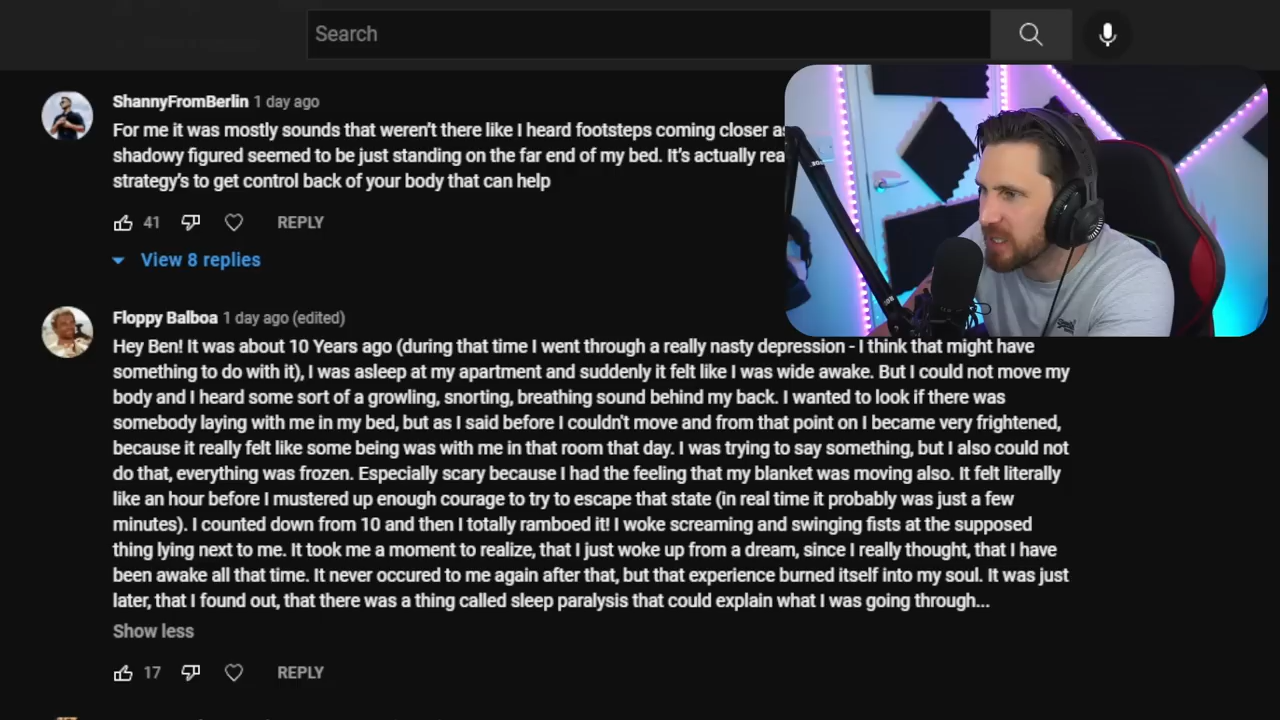 Search
ShannyFromBerlin 1 day ago
For me it was mostly sounds that weren't there like I heard footsteps coming closer
shadowy figured seemed to be just standing on the far end of my bed. It's actually
strategy's to get control back of your body that can help
41
REPLY
View 8 replies
Floppy Balboa 1 day ago (edited)
Hey Ben! It was about 10 Years ago (during that time I went through a really nasty depression - I think that might have
something to do with it), I was asleep at my apartment and suddenly it felt like I was wide awake. But I could not move my
body and I heard some sort of a growling, snorting, breathing sound behind my back. I wanted to look if there was
somebody laying with me in my bed, but as I said before I couldn't move and from that point on I became very frightened,
because it really felt like some being was with me in that room that day. I was trying to say something, but I also could not
do that, everything was frozen. Especially scary because I had the feeling that my blanket was moving also. It felt literally
like an hour before I mustered up enough courage to try to escape that state (in real time it probably was just a few
minutes). I counted down from 10 and then I totally ramboed it! I woke screaming and swinging fists at the supposed
thing lying next to me. It took me a moment to realize, that I just woke up from a dream, since I really thought, that I have
been awake all that time. It never occured to me again after that, but that experience burned itself into my soul. It was just
later, that I found out, that there was a thing called sleep paralysis that could explain what I was going through...
Show less
17
REPLY